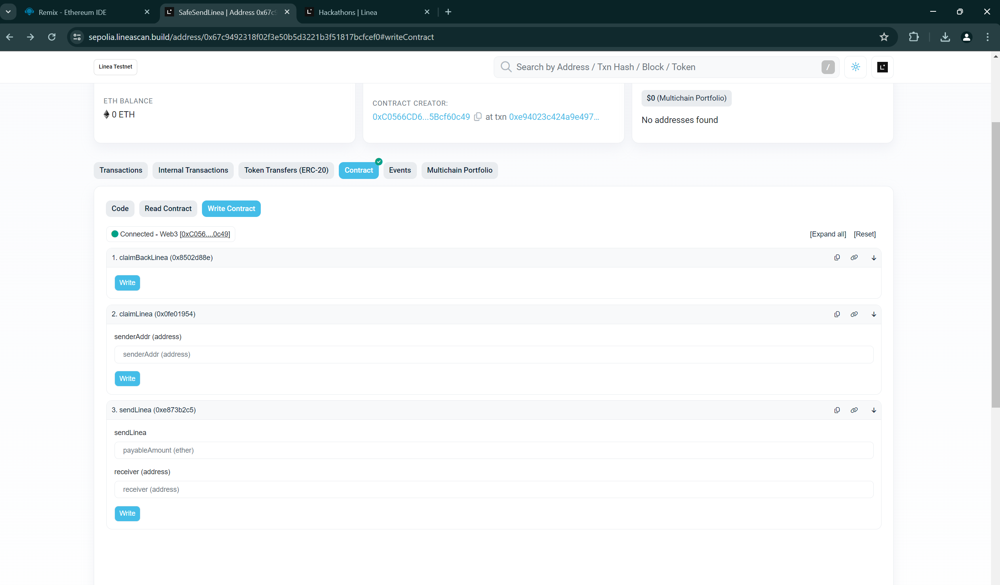 Remix - Ethereum IDE
SafeSendLinea | Address 0x67c9
Hackathons | Linea
sepolia.lineascan.build/address/0x67c9492318f02f3e50b5d3221b3f51817bcfcef0#writeContract
Linea Testnet
Search by Address / Txn Hash / Block / Token
/
ETH BALANCE
0 ETH
CONTRACT CREATOR:
0xC0566CD6...5Bcf60c49 at txn 0xe94023c424a9e497...
$0 (Multichain Portfolio)
No addresses found
Transactions
Internal Transactions
Token Transfers (ERC-20)
Contract
Events
Multichain Portfolio
Code
Read Contract
Write Contract
Connected - Web3 [0xC056....0c49]
[Expand all]
[Reset]
1. claimBackLinea (0x8502d88e)
Write
2. claimLinea (0x0fe01954)
senderAddr (address)
senderAddr (address)
Write
3. sendLinea (0xe873b2c5)
sendLinea
payableAmount (ether)
receiver (address)
receiver (address)
Write